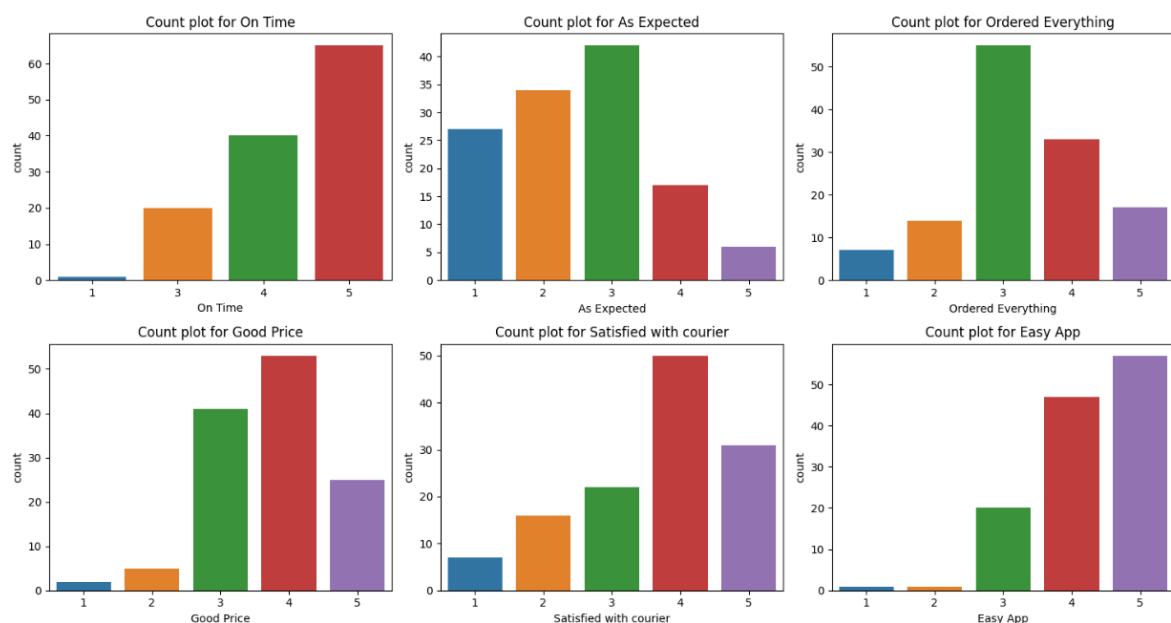 Count plot for On Time
count
60
50
40
30
20
10
0
1 3 4 5
On Time
Count plot for As Expected
count
40
35
30
25
20
15
10
5
0
1 2 3 4 5
As Expected
Count plot for Ordered Everything
count
50
40
30
20
10
0
1 2 3 4 5
Ordered Everything
Count plot for Good Price
count
50
40
30
20
10
0
1 2 3 4 5
Good Price
Count plot for Satisfied with courier
count
50
40
30
20
10
0
1 2 3 4 5
Satisfied with courier
Count plot for Easy App
count
50
40
30
20
10
0
1 2 3 4 5
Easy App